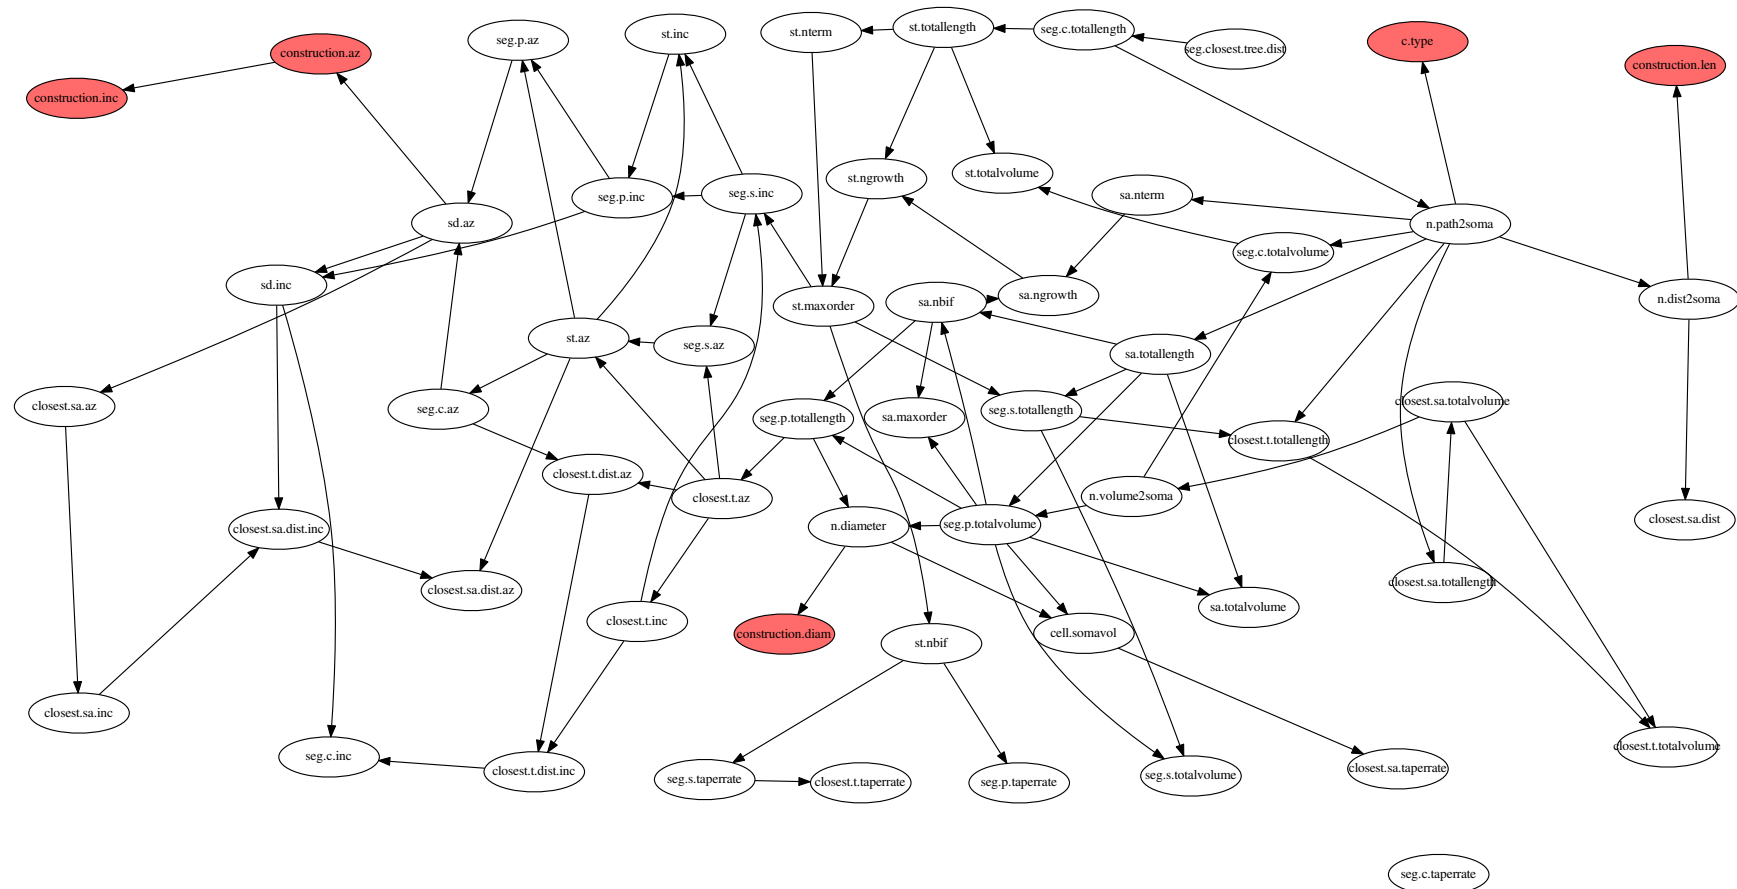 st.totallength
seg.c.totallength
st.nterm
st.inc
seg.p.az
c.type
seg.closest.tree.dist
construction.az
construction.len
construction.inc
st.totalvolume
st.ngrowth
seg.s.inc
sa.nterm
seg.p.inc
sd.az
n.path2soma
seg.c.totalvolume
sd.inc
sa.ngrowth
n.dist2soma
sa.nbif
st.maxorder
st.az
seg.s.az
sa.totallength
closest.sa.totalvolume
closest.sa.az
seg.c.az
seg.s.totallength
seg.p.totallength
sa.maxorder
closest.t.totallength
closest.t.dist.az
n.volume2soma
closest.t.az
closest.sa.dist
seg.p.totalvolume
n.diameter
closest.sa.dist.inc
closest.sa.totallength
closest.sa.dist.az
sa.totalvolume
closest.t.inc
cell.somavol
construction.diam
st.nbif
closest.sa.inc
closest.t.totalvolume
seg.c.inc
closest.sa.taperrate
closest.t.dist.inc
seg.s.totalvolume
seg.s.taperrate
closest.t.taperrate
seg.p.taperrate
seg.c.taperrate